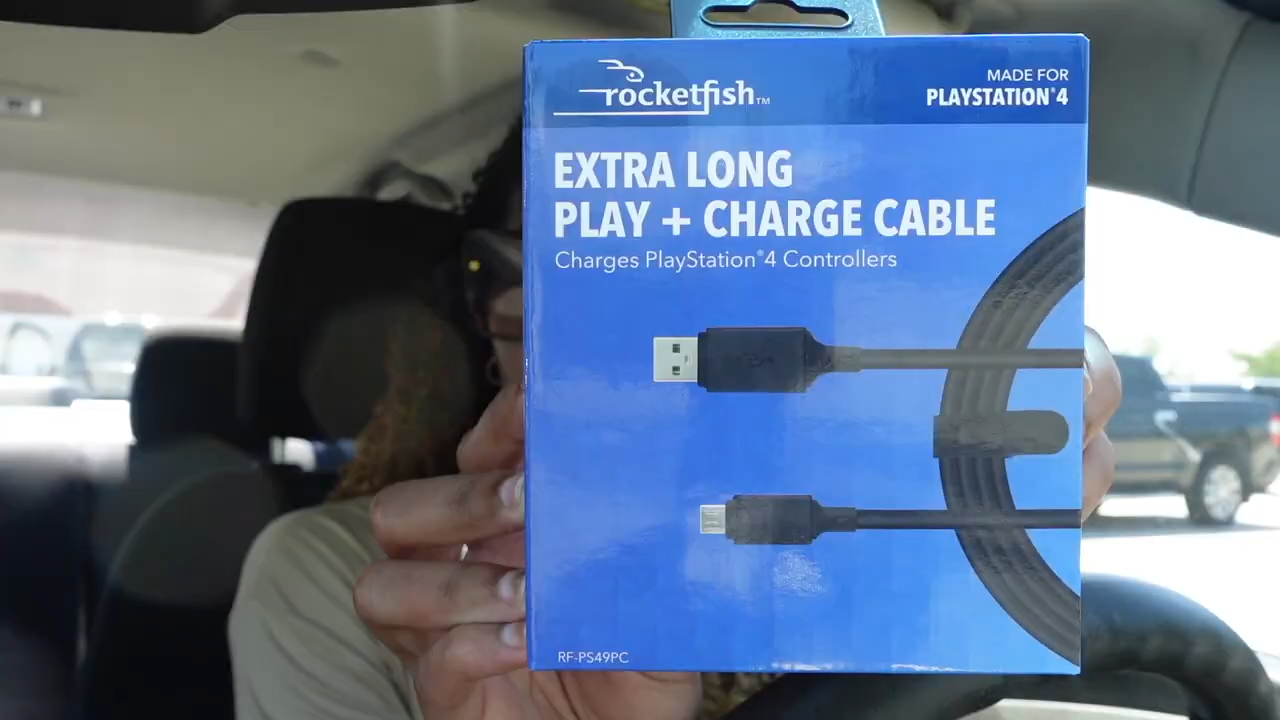 rocketfish™
MADE FOR
PLAYSTATION®4
EXTRA LONG
PLAY + CHARGE CABLE
Charges PlayStation®4 Controllers
RF-PS49PC